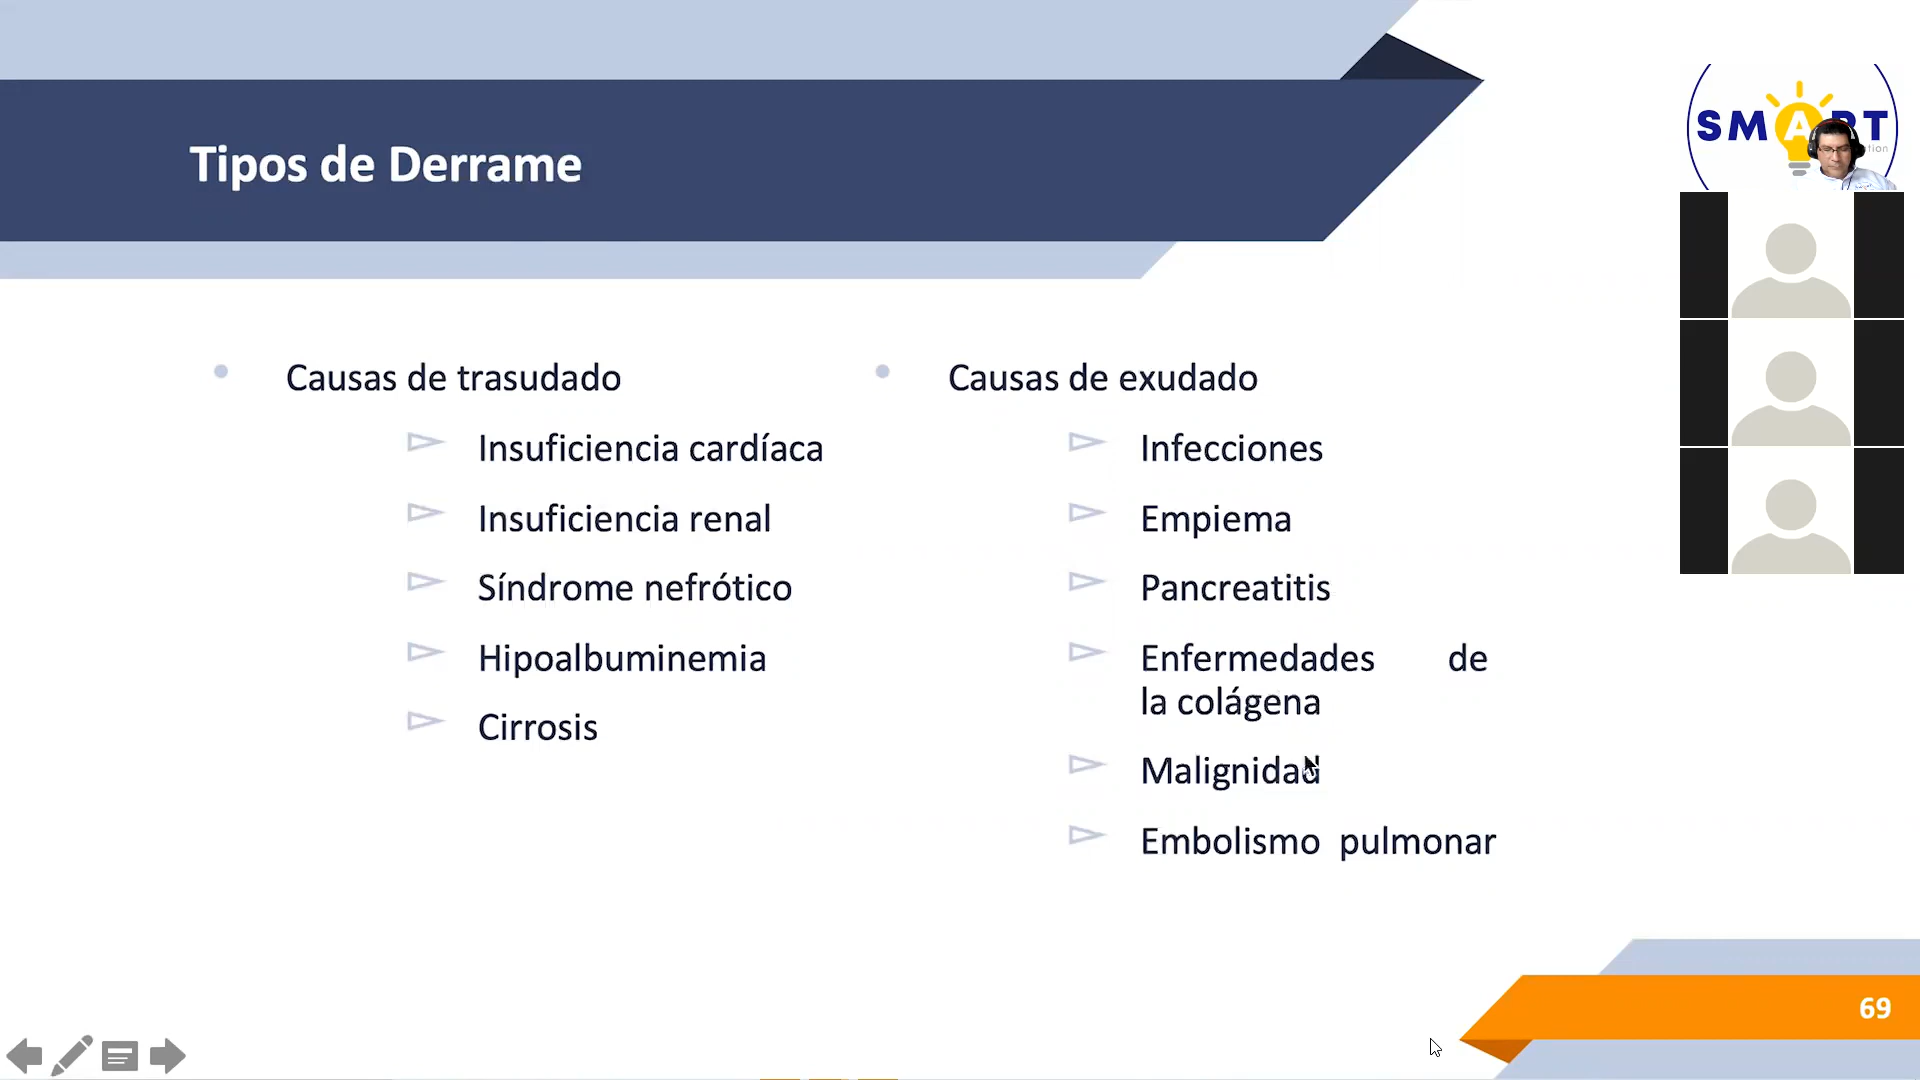 Tipos de Derrame
SMART
tion
Causas de trasudado
Insuficiencia cardíaca
Insuficiencia renal
Síndrome nefrótico
Hipoalbuminemia
Cirrosis
Causas de exudado
Infecciones
Empiema
Pancreatitis
Enfermedades de
la colágena
Malignidad
Embolismo pulmonar
69